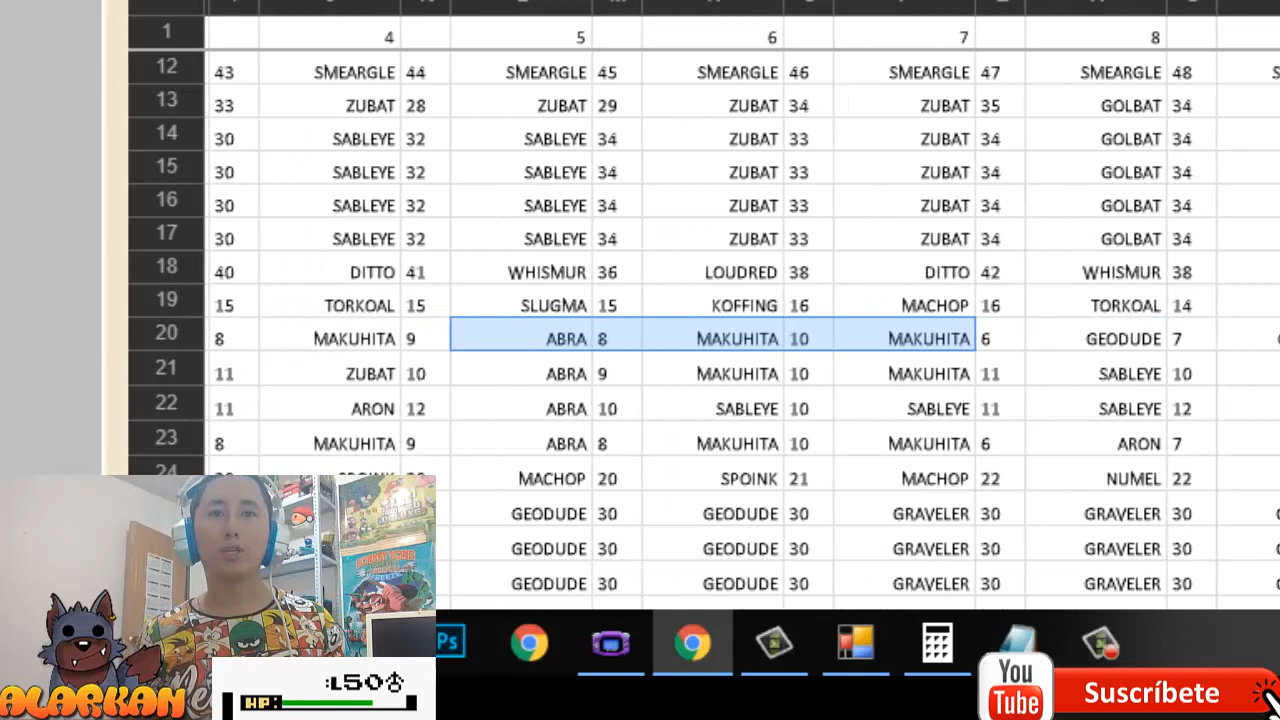 1 4 5 6 7 8
12 43 SMEARGLE 44 SMEARGLE 45 SMEARGLE 46 SMEARGLE 47 SMEARGLE 48
13 33 ZUBAT 28 ZUBAT 29 ZUBAT 34 ZUBAT 35 GOLBAT 34
14 30 SABLEYE 32 SABLEYE 34 ZUBAT 33 ZUBAT 34 GOLBAT 34
15 30 SABLEYE 32 SABLEYE 34 ZUBAT 33 ZUBAT 34 GOLBAT 34
16 30 SABLEYE 32 SABLEYE 34 ZUBAT 33 ZUBAT 34 GOLBAT 34
17 30 SABLEYE 32 SABLEYE 34 ZUBAT 33 ZUBAT 34 GOLBAT 34
18 40 DITTO 41 WHISMUR 36 LOUDRED 38 DITTO 42 WHISMUR 38
19 15 TORKOAL 15 SLUGMA 15 KOFFING 16 MACHOP 16 TORKOAL 14
20 8 MAKUHITA 9 ABRA 8 MAKUHITA 10 MAKUHITA 6 GEODUDE 7
21 11 ZUBAT 10 ABRA 9 MAKUHITA 10 MAKUHITA 11 SABLEYE 10
22 11 ARON 12 ABRA 10 SABLEYE 10 SABLEYE 11 SABLEYE 12
23 8 MAKUHITA 9 ABRA 8 MAKUHITA 10 MAKUHITA 6 ARON 7
24 SPOINK MACHOP 20 SPOINK 21 MACHOP 22 NUMEL 22
GEODUDE 30 GEODUDE 30 GRAVELER 30 GRAVELER 30
GEODUDE 30 GEODUDE 30 GRAVELER 30 GRAVELER 30
GEODUDE 30 GEODUDE 30 GRAVELER 30 GRAVELER 30
Ps
ALARKAN
:L50♂
HP:
You
Tube
Suscríbete